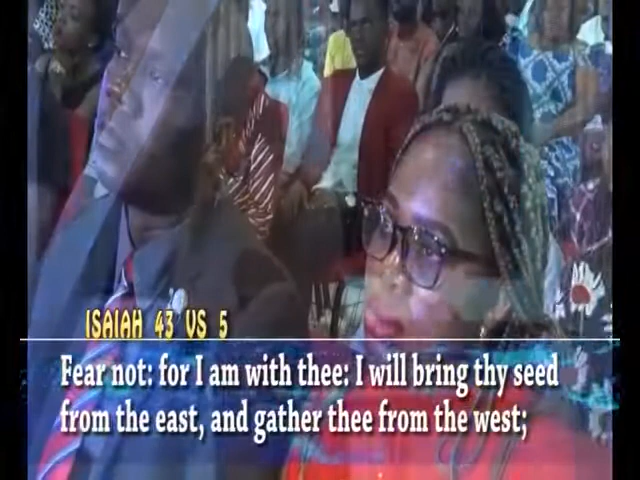 ISAIAH 43 VS 5
Fear not: for I am with thee: I will bring thy seed
from the east, and gather thee from the west;